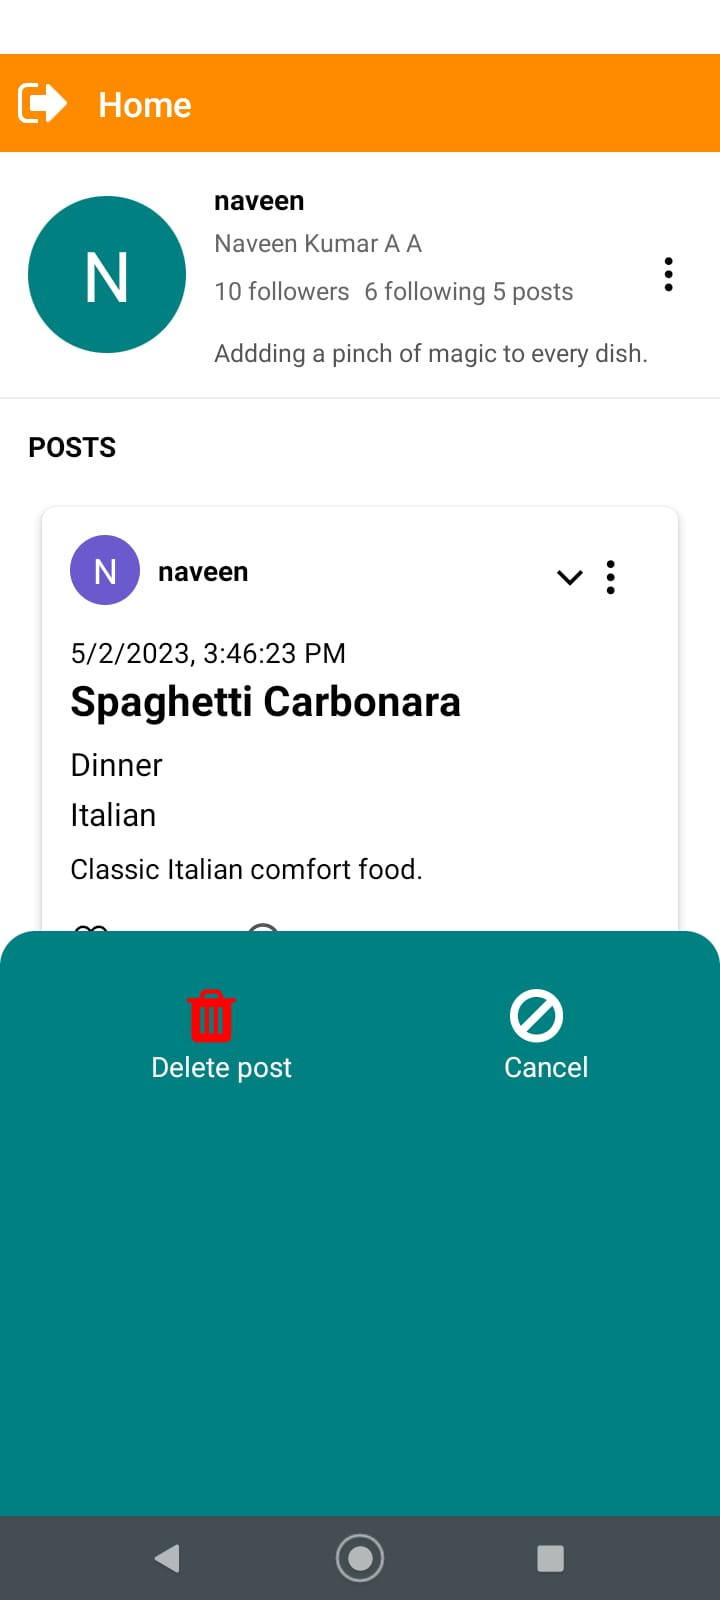 Home
naveen
N
Naveen Kumar A A
10 followers 6 following 5 posts
Addding a pinch of magic to every dish.
POSTS
N naveen
5/2/2023, 3:46:23 PM
Spaghetti Carbonara
Dinner
Italian
Classic Italian comfort food.
Delete post Cancel